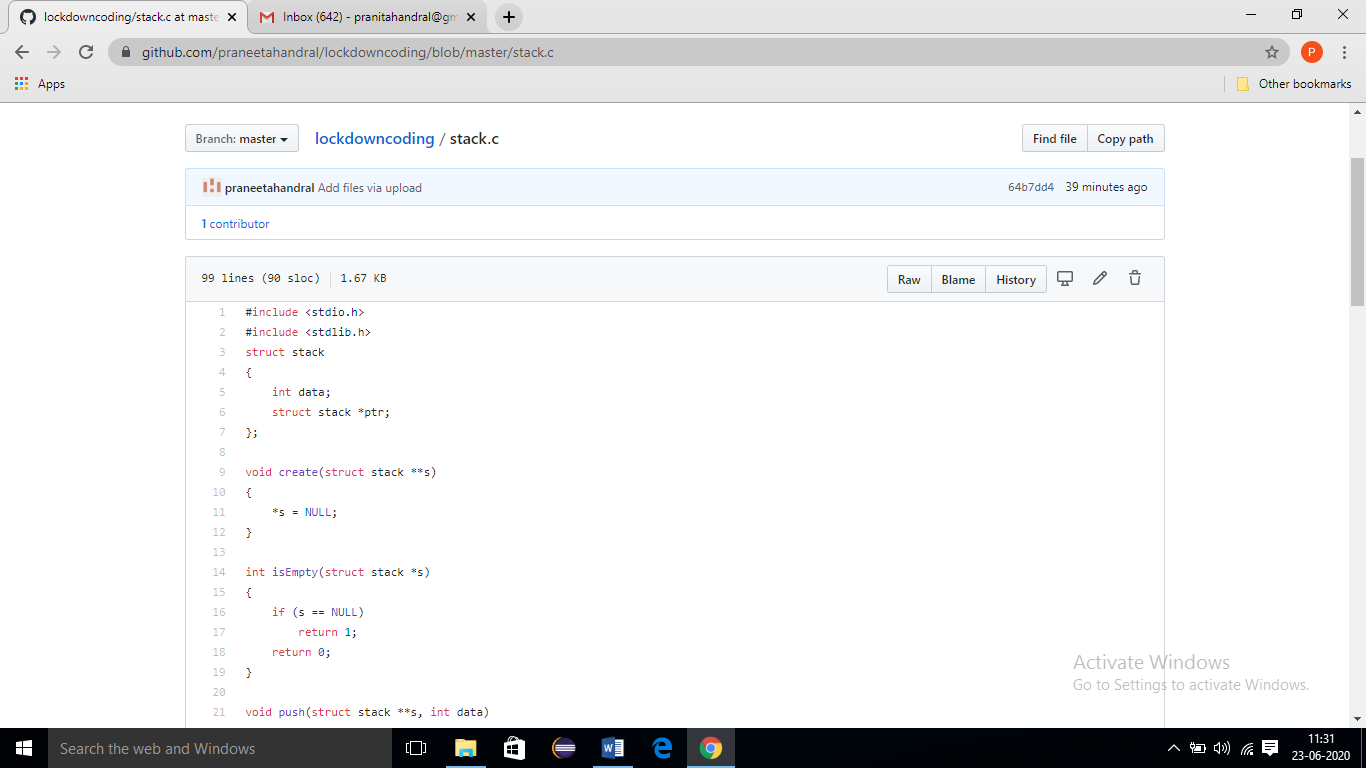 lockdowncoding/stack.c at maste
Inbox (642) - pranitahandral@gm
github.com/praneetahandral/lockdowncoding/blob/master/stack.c
P
Apps
Other bookmarks
Branch: master
lockdowncoding / stack.c
Find file
Copy path
praneetahandral Add files via upload
64b7dd4 39 minutes ago
1 contributor
99 lines (90 sloc) 1.67 KB
Raw
Blame
History
1 #include <stdio.h>
2 #include <stdlib.h>
3 struct stack
4 {
5 int data;
6 struct stack *ptr;
7 };
8
9 void create(struct stack **s)
10 {
11 *s = NULL;
12 }
13
14 int isEmpty(struct stack *s)
15 {
16 if (s == NULL)
17 return 1;
18 return 0;
19 }
20
21 void push(struct stack **s, int data)
Activate Windows
Go to Settings to activate Windows.
Search the web and Windows
11:31
23-06-2020